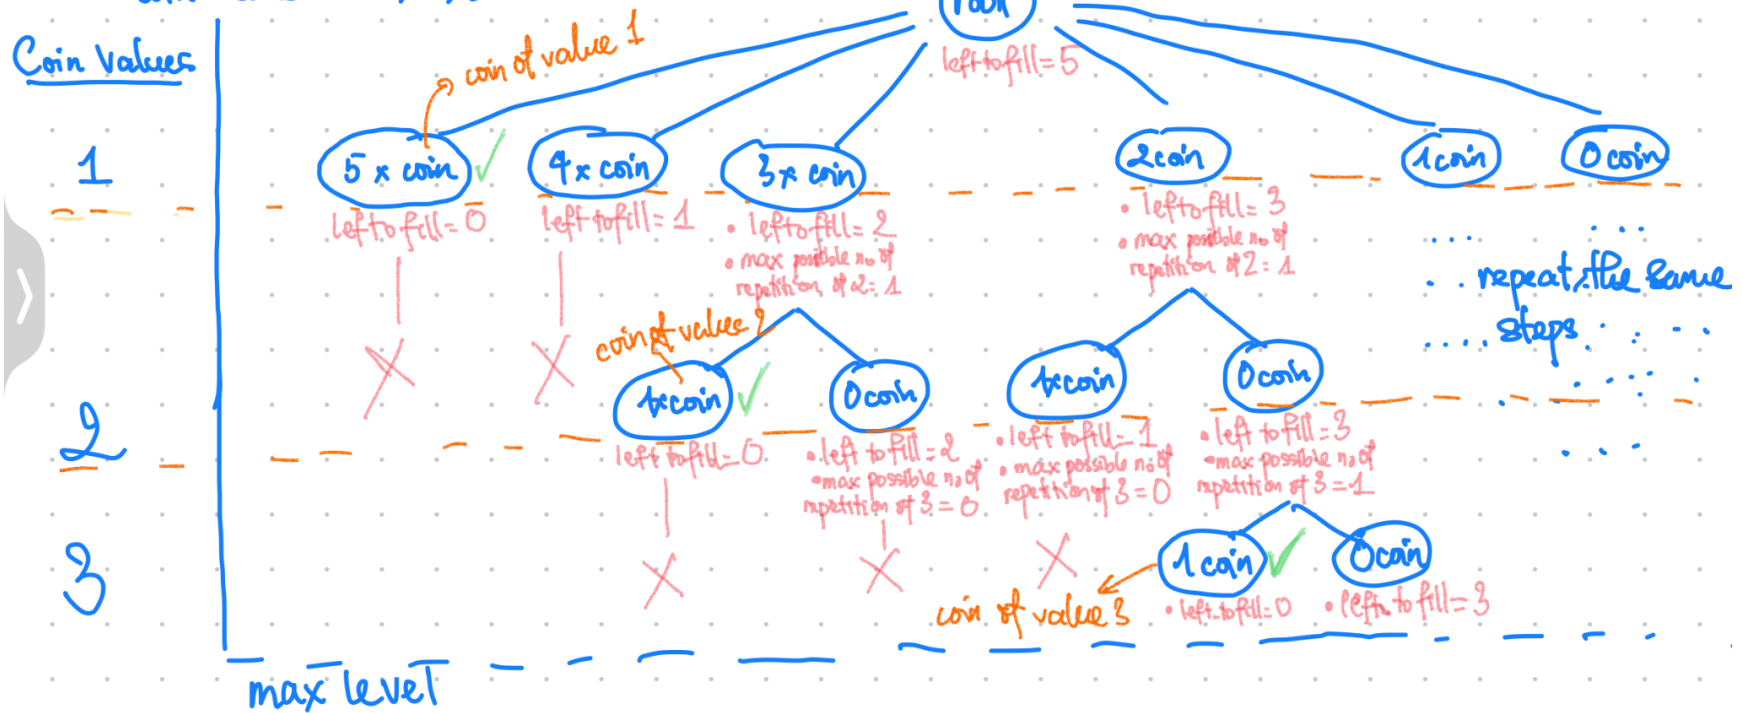 Coin Values
coin of value 1
root
left to fill = 5
1
5 x coin
4 x coin
3 x coin
2 coin
1 coin
0 coin
left to fill = 0
left to fill = 1
• left to fill = 2
• max possible no of
repetition of 2 = 1
• left to fill = 3
• max possible no of
repetition of 2 = 1
repeat the same
steps
coin of value 2
2
1x coin
0 coin
1x coin
0 coin
left to fill = 0
• left to fill = 2
• max possible no of
repetition of 3 = 0
• left to fill = 1
• max possible no of
repetition of 3 = 0
• left to fill = 3
• max possible no of
repetition of 3 = 1
3
1 coin
0 coin
coin of value 3
• left to fill = 0
• left to fill = 3
max level